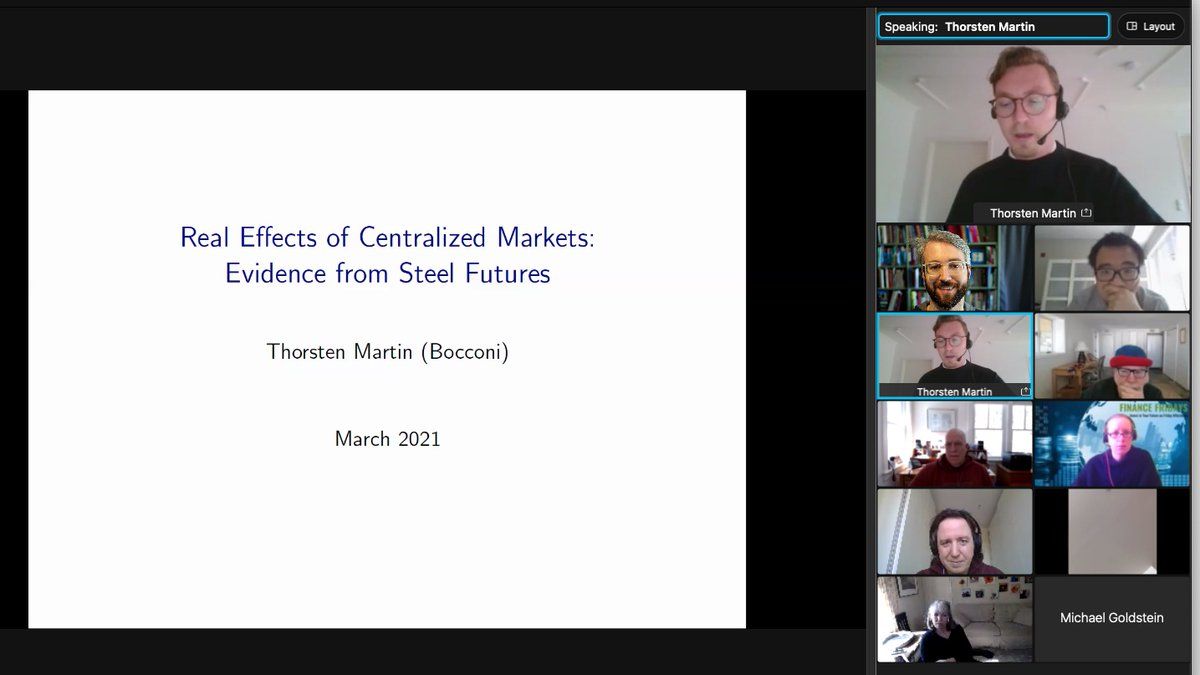 Speaking: Thorsten Martin
Layout
Real Effects of Centralized Markets:
Evidence from Steel Futures
Thorsten Martin (Bocconi)
March 2021
Thorsten Martin
Thorsten Martin
FINANCE FRIDAYS
Michael Goldstein